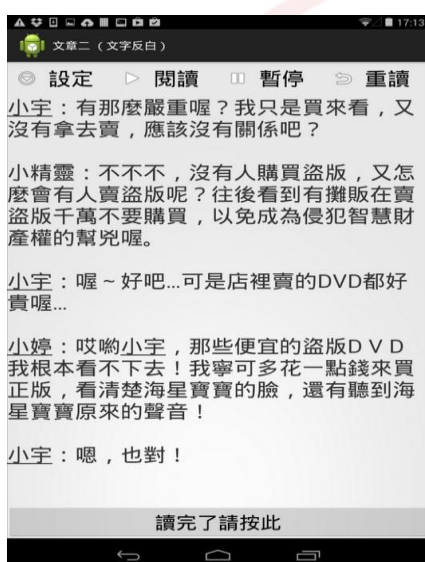 17:13
文章二（文字反白）
設定 閱讀 暫停 重讀
小宇：有那麼嚴重喔？我只是買來看，又
沒有拿去賣，應該沒有關係吧？
小精靈：不不不，沒有人購買盜版，又怎
麼會有人賣盜版呢？往後看到有攤販在賣
盜版千萬不要購買，以免成為侵犯智慧財
產權的幫兇喔。
小宇：喔~好吧...可是店裡賣的DVD都好
貴喔...
小婷：哎喲小宇，那些便宜的盜版DVD
我根本看不下去！我寧可多花一點錢來買
正版，看清楚海星寶寶的臉，還有聽到海
星寶寶原來的聲音！
小宇：嗯，也對！
讀完了請按此